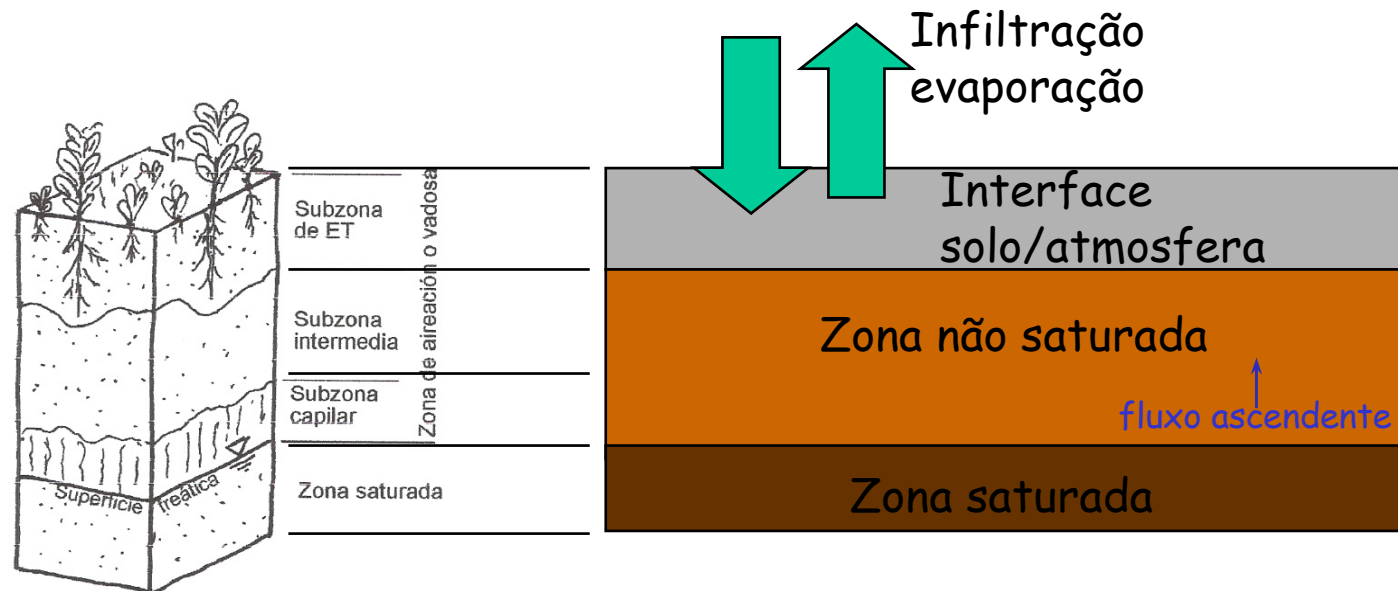 Infiltração
evaporação
Subzona
de ET
Subzona
intermedia
Subzona
capilar
Zona saturada
Zona de aireación o vadosa
Superficie freática
Interface
solo/atmosfera
Zona não saturada
fluxo ascendente
Zona saturada